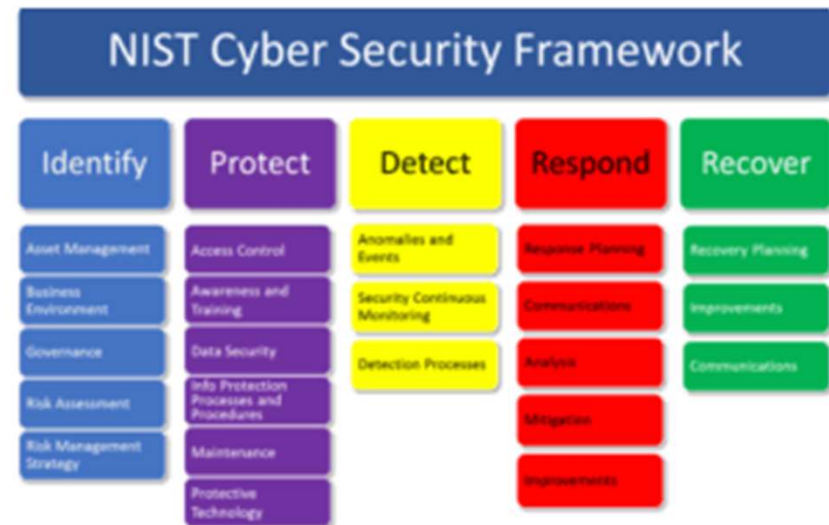 NIST Cyber Security Framework
Identify
Protect
Detect
Respond
Recover
Asset Management
Business
Environment
Governance
Risk Assessment
Risk Management
Strategy
Access Control
Awareness and
Training
Data Security
Info Protection
Processes and
Procedures
Maintenance
Protective
Technology
Anomalies and
Events
Security Continuous
Monitoring
Detection Processes
Response Planning
Communications
Analysis
Mitigation
Improvements
Recovery Planning
Improvements
Communications